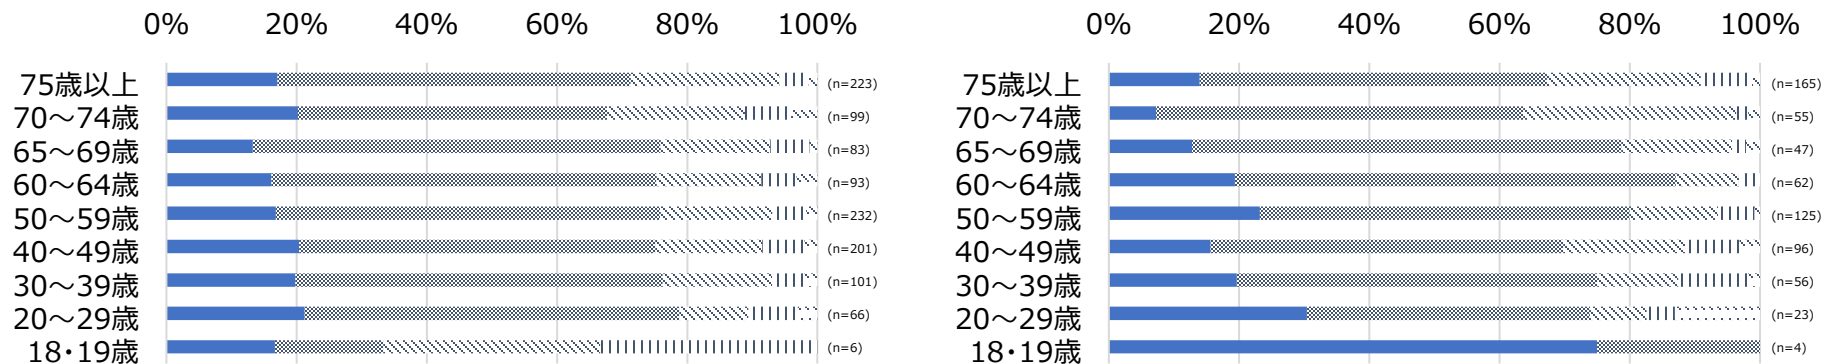 0% 20% 40% 60% 80% 100%
75歳以上 (n=223)
70～74歳 (n=99)
65～69歳 (n=83)
60～64歳 (n=93)
50～59歳 (n=232)
40～49歳 (n=201)
30～39歳 (n=101)
20～29歳 (n=66)
18・19歳 (n=6)
0% 20% 40% 60% 80% 100%
75歳以上 (n=165)
70～74歳 (n=55)
65～69歳 (n=47)
60～64歳 (n=62)
50～59歳 (n=125)
40～49歳 (n=96)
30～39歳 (n=56)
20～29歳 (n=23)
18・19歳 (n=4)